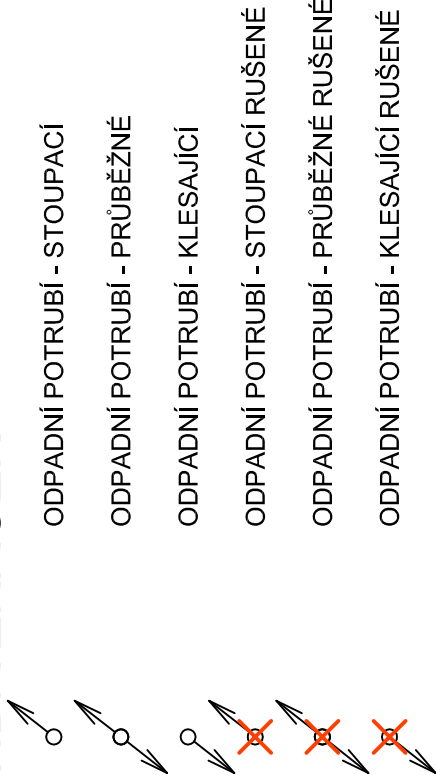 ODPADNÍ POTRUBÍ - STOUPACÍ
ODPADNÍ POTRUBÍ - PRŮBĚŽNÉ
ODPADNÍ POTRUBÍ - KLESAJÍCÍ
ODPADNÍ POTRUBÍ - STOUPACÍ RUŠENÉ
ODPADNÍ POTRUBÍ - PRŮBĚŽNÉ RUŠENÉ
ODPADNÍ POTRUBÍ - KLESAJÍCÍ RUŠENÉ